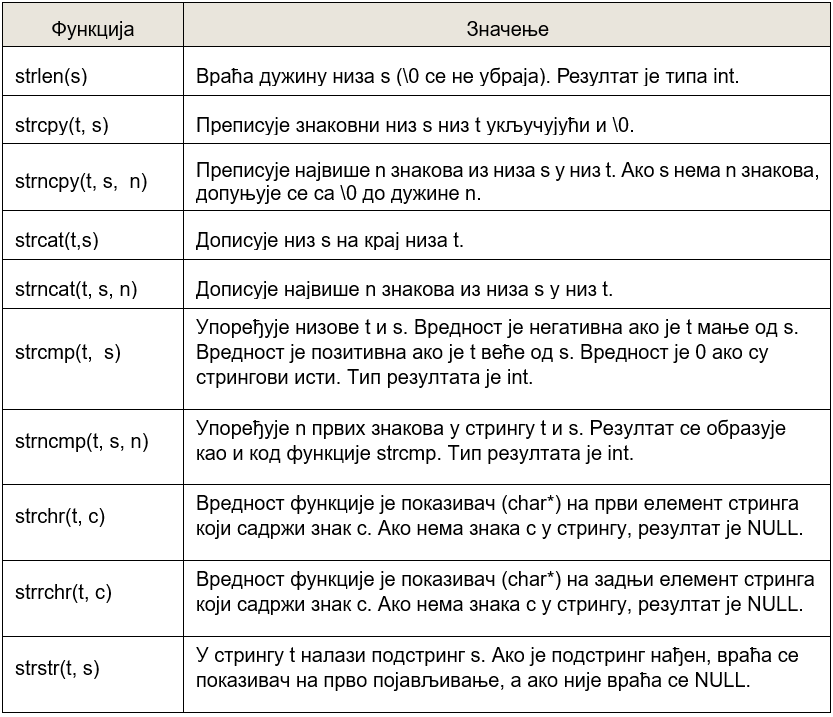 Функција Значење
strlen(s) Враћа дужину низа s (\0 се не убраја). Резултат је типа int.
strcpy(t, s) Преписује знаковни низ s низ t укључујући и \0.
strncpy(t, s, n) Преписује највише n знакова из низа s у низ t. Ако s нема n знакова,
допуњује се са \0 до дужине n.
strcat(t,s) Дописује низ s на крај низа t.
strncat(t, s, n) Дописује највише n знакова из низа s у низ t.
strcmp(t, s) Упоређује низове t и s. Вредност је негативна ако је t мање од s.
Вредност је позитивна ако је t веће од s. Вредност је 0 ако су
стрингови исти. Тип резултата је int.
strncmp(t, s, n) Упоређује n првих знакова у стрингу t и s. Резултат се образује
као и код функције strcmp. Тип резултата је int.
strchr(t, c) Вредност функције је показивач (char*) на први елемент стринга
који садржи знак c. Ако нема знака c у стрингу, резултат је NULL.
strrchr(t, c) Вредност функције је показивач (char*) на задњи елемент стринга
који садржи знак c. Ако нема знака c у стрингу, резултат је NULL.
strstr(t, s) У стрингу t налази подстринг s. Ако је подстринг нађен, враћа се
показивач на прво појављивање, а ако није враћа се NULL.